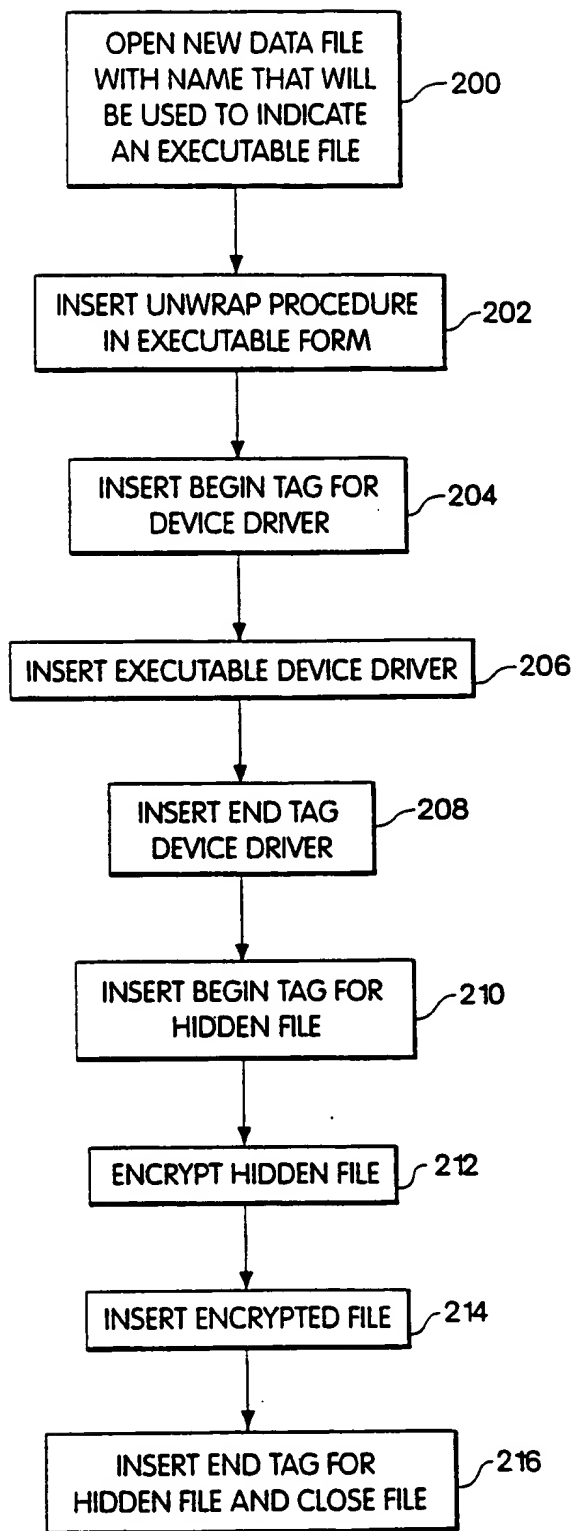 OPEN NEW DATA FILE
WITH NAME THAT WILL
BE USED TO INDICATE
AN EXECUTABLE FILE
200
INSERT UNWRAP PROCEDURE
IN EXECUTABLE FORM
202
INSERT BEGIN TAG FOR
DEVICE DRIVER
204
INSERT EXECUTABLE DEVICE DRIVER
206
INSERT END TAG
DEVICE DRIVER
208
INSERT BEGIN TAG FOR
HIDDEN FILE
210
ENCRYPT HIDDEN FILE
212
INSERT ENCRYPTED FILE
214
INSERT END TAG FOR
HIDDEN FILE AND CLOSE FILE
216